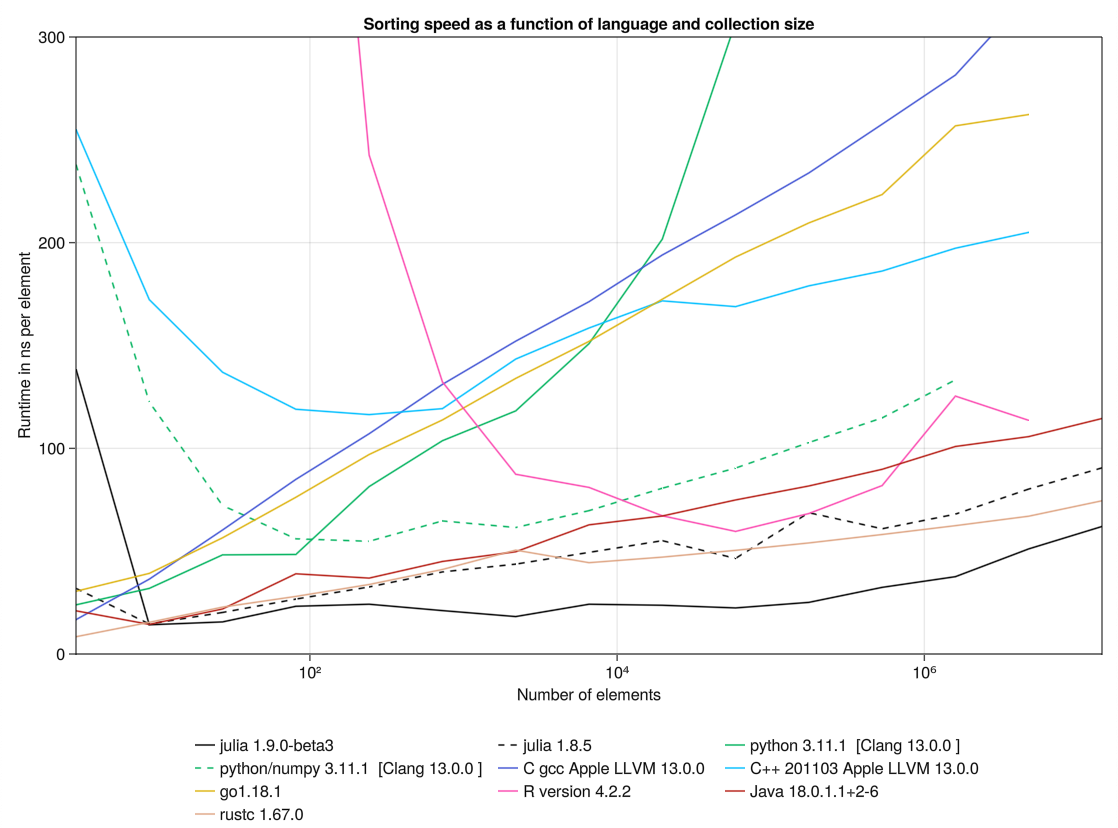 Sorting speed as a function of language and collection size
300
200
100
0
Runtime in ns per element
10² 10⁴ 10⁶
Number of elements
julia 1.9.0-beta3 julia 1.8.5 python 3.11.1 [Clang 13.0.0 ]
python/numpy 3.11.1 [Clang 13.0.0 ] C gcc Apple LLVM 13.0.0 C++ 201103 Apple LLVM 13.0.0
go1.18.1 R version 4.2.2 Java 18.0.1.1+2-6
rustc 1.67.0